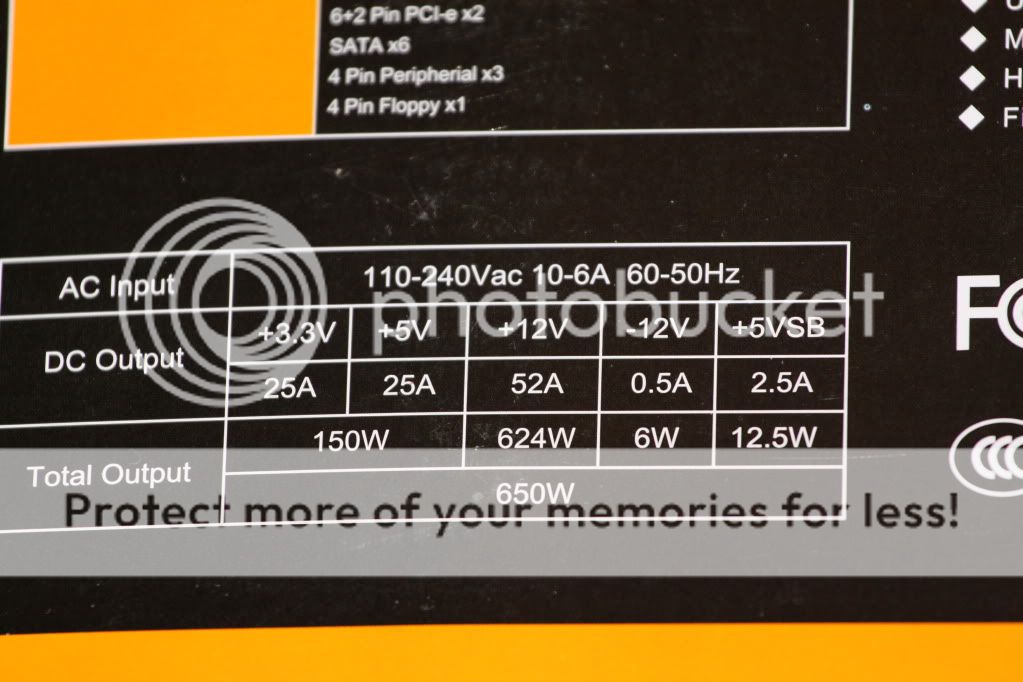 6+2 Pin PCI-e x2
SATA x6
4 Pin Peripherial x3
4 Pin Floppy x1
AC Input 110-240Vac 10-6A 60-50Hz
photobucket
DC Output +3.3V +5V +12V -12V +5VSB
25A 25A 52A 0.5A 2.5A
Total Output 150W 624W 6W 12.5W
650W
Protect more of your memories for less!